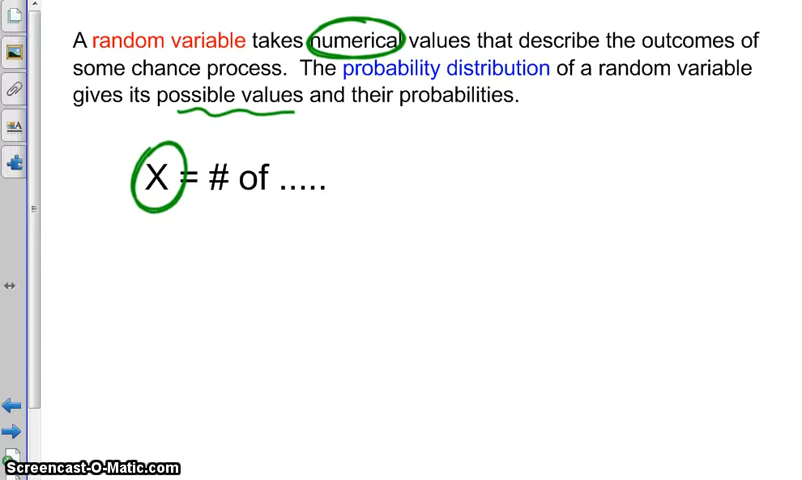 A random variable takes numerical values that describe the outcomes of
some chance process. The probability distribution of a random variable
gives its possible values and their probabilities.
X = # of .....
Screencast-O-Matic.com